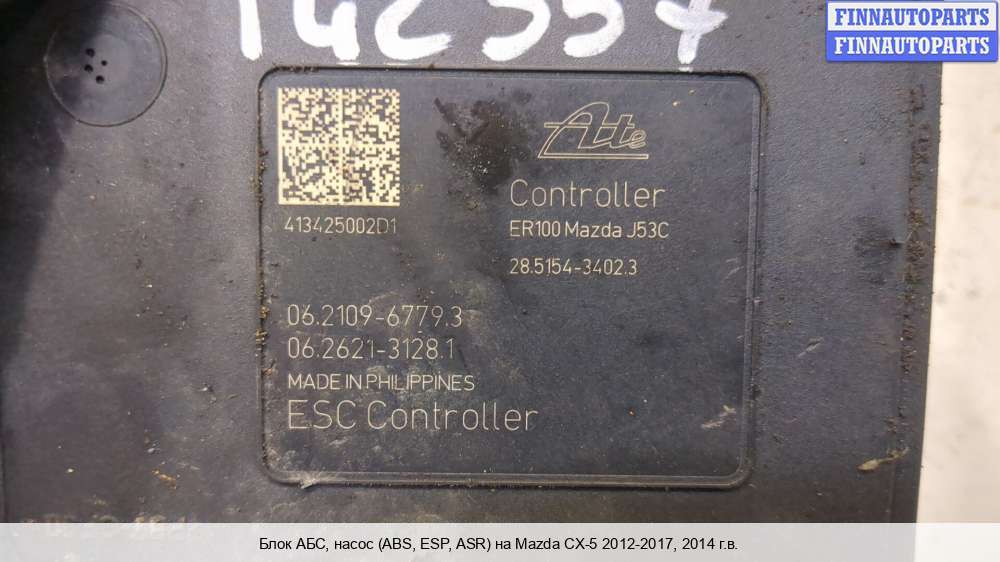 14C557
FINNAUTOPARTS
FINNAUTOPARTS
Ate
Controller
413425002D1
ER100 Mazda J53C
28.5154-3402.3
06.2109-6779.3
06.2621-3128.1
MADE IN PHILIPPINES
ESC Controller
Блок АБС, насос (ABS, ESP, ASR) на Mazda CX-5 2012-2017, 2014 г.в.